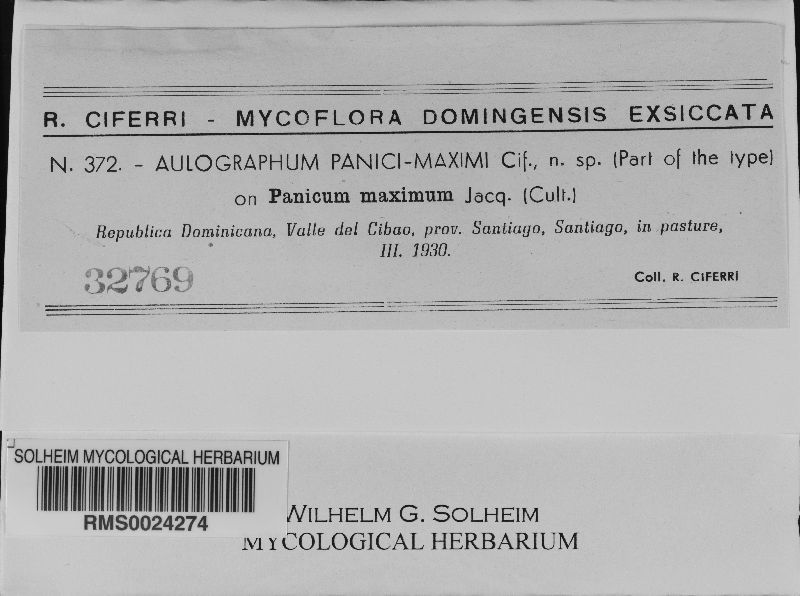 R. CIFERRI - MYCOFLORA DOMINGENSIS EXSICCATA
N. 372. - AULOGRAPHUM PANICI-MAXIMI Cif., n. sp. (Part of the type)
on Panicum maximum Jacq. (Cult.)
Republica Dominicana, Valle del Cibao, prov. Santiago, Santiago, in pasture,
III. 1930.
32769
Coll. R. CIFERRI
SOLHEIM MYCOLOGICAL HERBARIUM
RMS0024274
WILHELM G. SOLHEIM
MYCOLOGICAL HERBARIUM